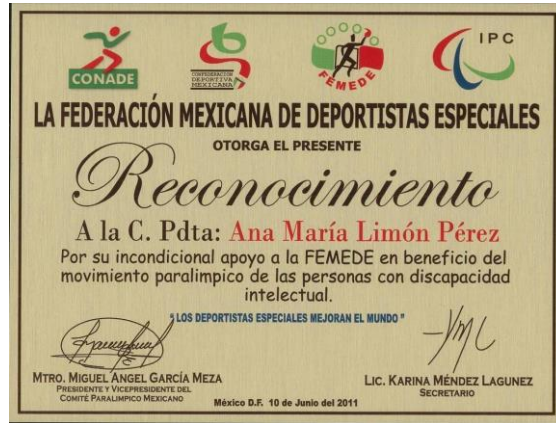 CONADE
CONFEDERACIÓN
DEPORTIVA
MEXICANA
FEMEDE
IPC
LA FEDERACIÓN MEXICANA DE DEPORTISTAS ESPECIALES
OTORGA EL PRESENTE
Reconocimiento
A la C. Pdta: Ana María Limón Pérez
Por su incondicional apoyo a la FEMEDE en beneficio del
movimiento paralimpico de las personas con discapacidad
intelectual.
" LOS DEPORTISTAS ESPECIALES MEJORAN EL MUNDO "
MTRO. MIGUEL ANGEL GARCÍA MEZA
PRESIDENTE Y VICEPRESIDENTE DEL
COMITÉ PARALIMPICO MEXICANO
LIC. KARINA MÉNDEZ LAGUNEZ
SECRETARIO
México D.F. 10 de Junio del 2011